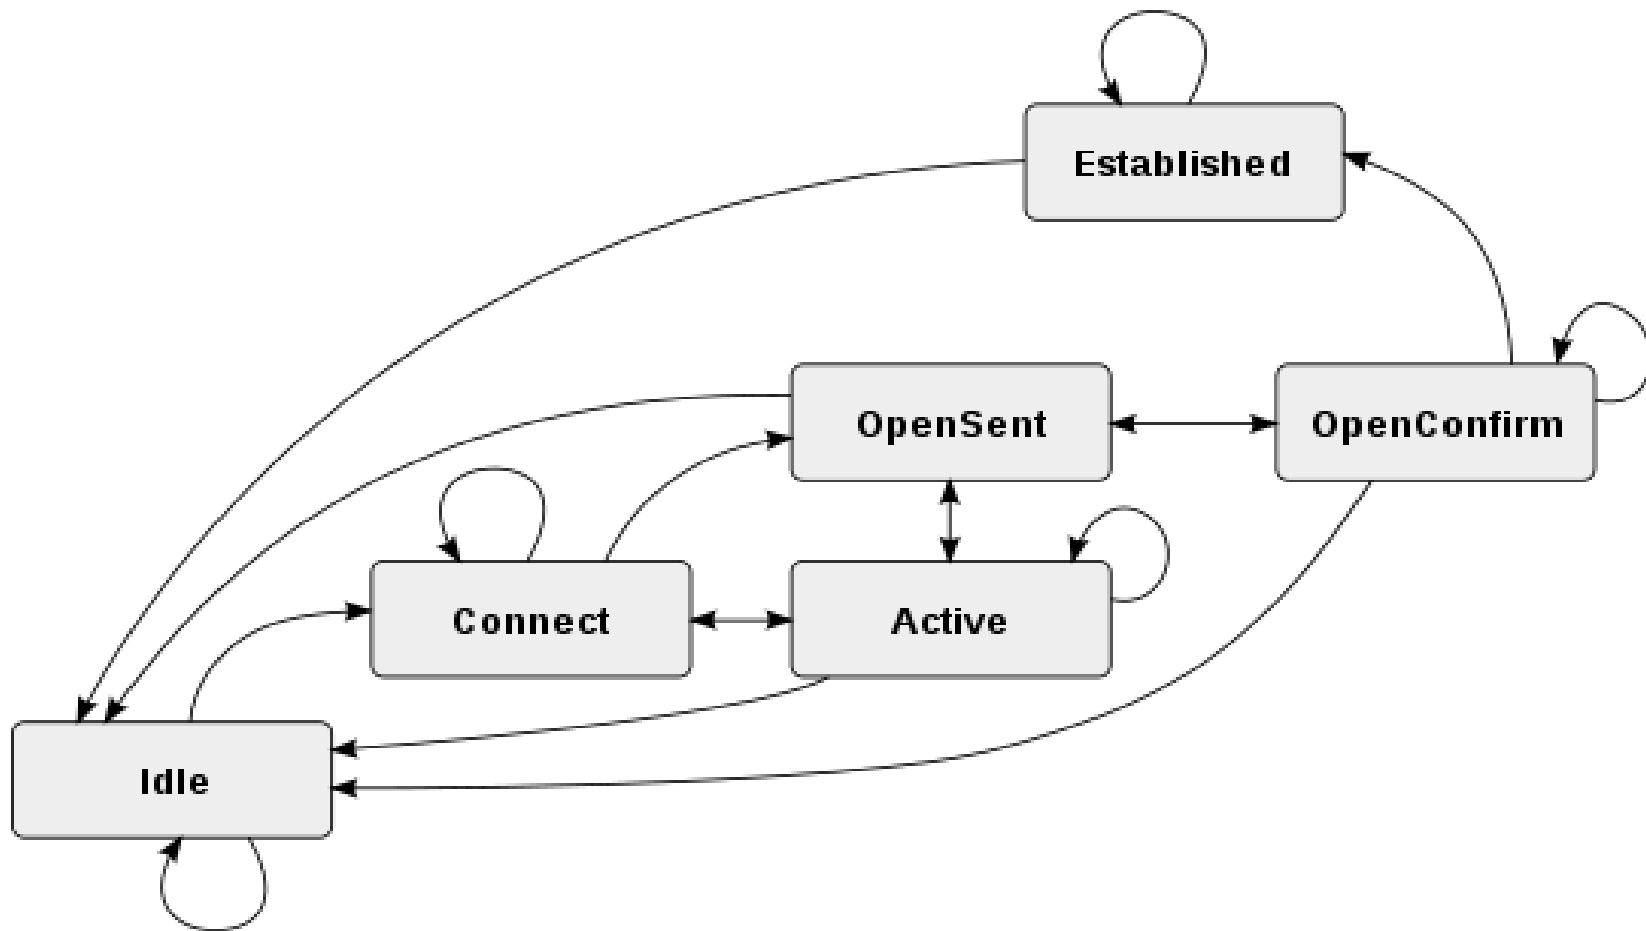 Established
OpenSent
OpenConfirm
Connect
Active
Idle